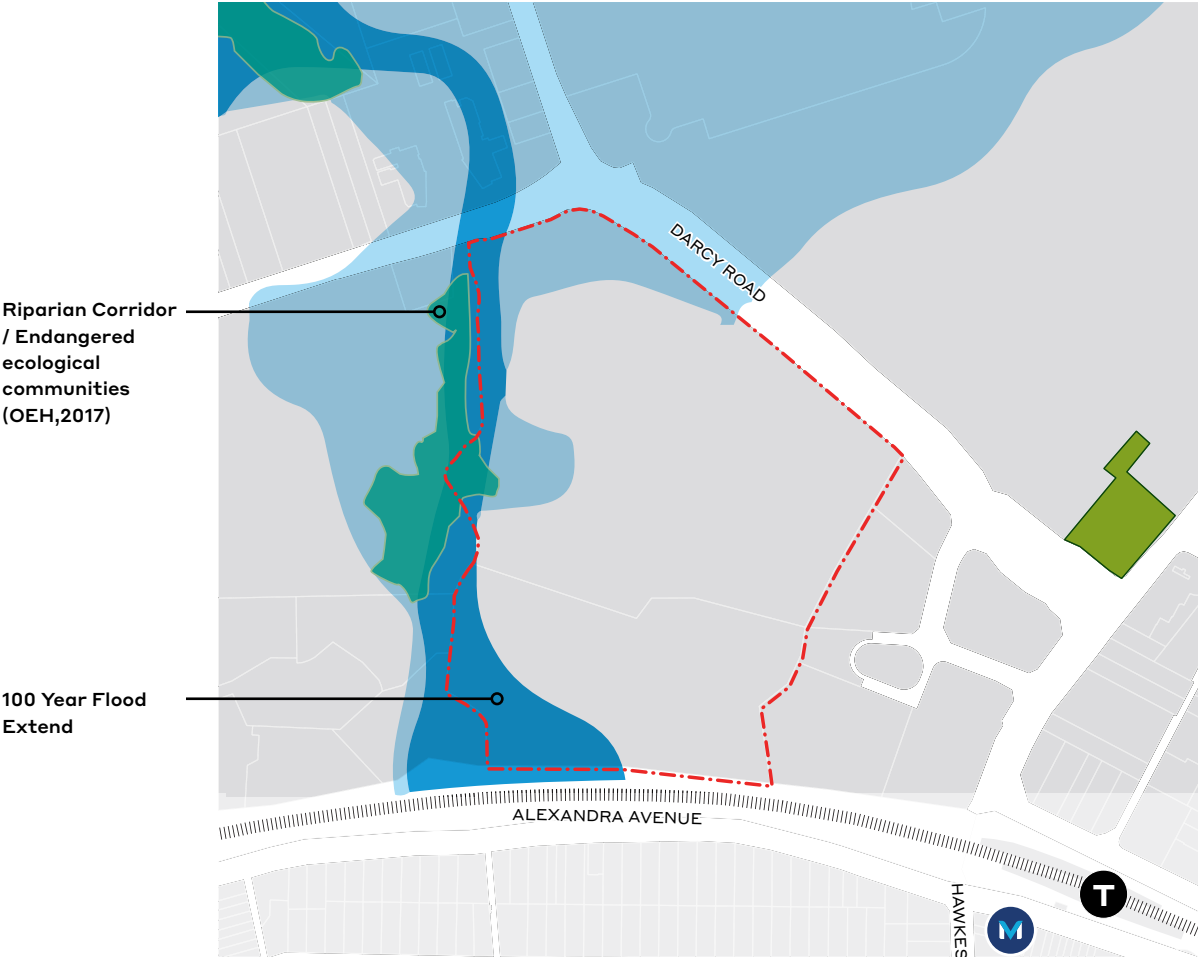 DARCY ROAD
Riparian Corridor
/ Endangered
ecological
communities
(OEH,2017)
100 Year Flood
Extend
ALEXANDRA AVENUE
HAWKES
T
M